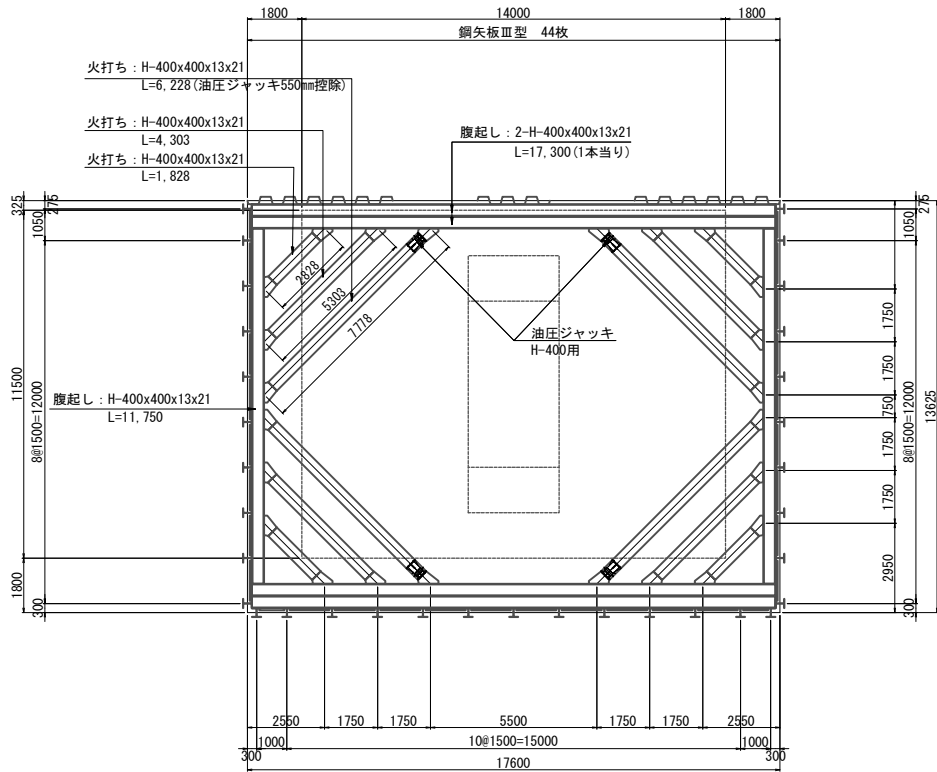 1800
14000
1800
鋼矢板Ⅲ型 44枚
火打ち：H-400x400x13x21
L=6,228(油圧ジャッキ550mm控除)
火打ち：H-400x400x13x21
L=4,303
火打ち：H-400x400x13x21
L=1,828
腹起し：2-H-400x400x13x21
L=17,300(1本当り)
325
275
1050
275
1050
2828
5303
7778
油圧ジャッキ
H-400用
腹起し：H-400x400x13x21
L=11,750
11500
8@1500=12000
1800
300
1750
1750
750
1750
1750
2950
8@1500=12000
13625
300
2550
1750
1750
5500
1750
1750
2550
300
1000
10@1500=15000
1000
300
17600